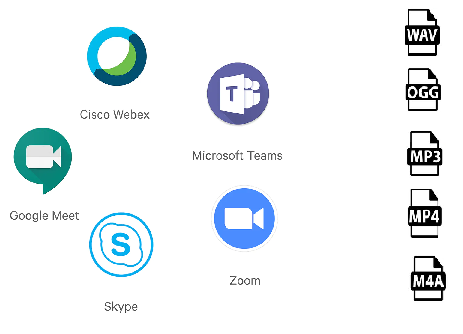 WAV
Cisco Webex
T
OGG
Microsoft Teams
MP3
Google Meet
MP4
S
Zoom
M4A
Skype